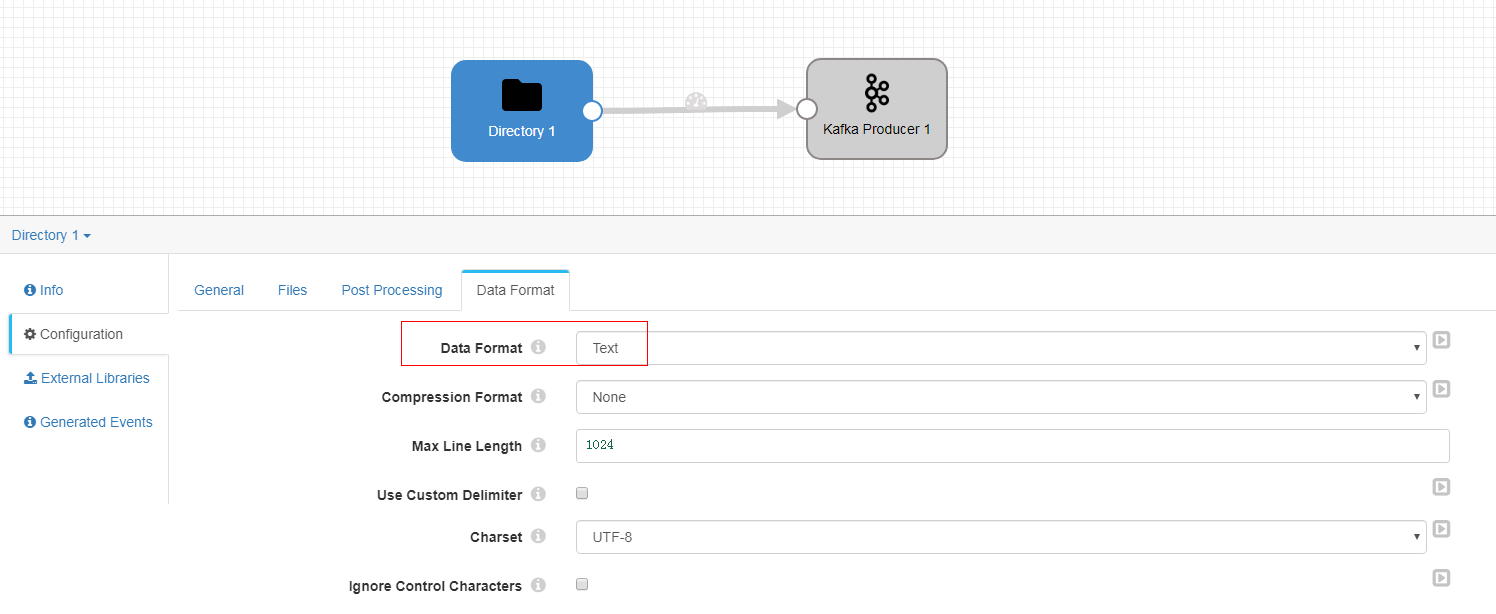 Directory 1
Kafka Producer 1
Directory 1
Info
Configuration
External Libraries
Generated Events
General Files Post Processing Data Format
Data Format Text
Compression Format None
Max Line Length 1024
Use Custom Delimiter
Charset UTF-8
Ignore Control Characters